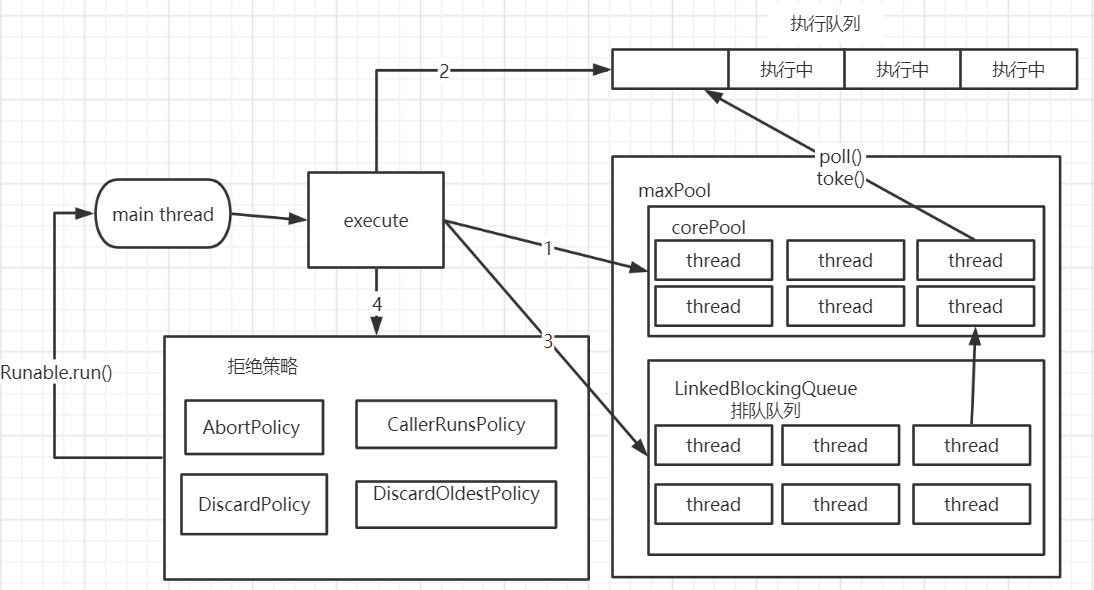 执行队列
2
执行中
执行中
执行中
poll()
toke()
maxPool
main thread
execute
corePool
1
thread
thread
thread
thread
thread
thread
4
3
Runable.run()
拒绝策略
LinkedBlockingQueue
排队队列
AbortPolicy
CallerRunsPolicy
thread
thread
thread
DiscardPolicy
DiscardOldestPolicy
thread
thread
thread